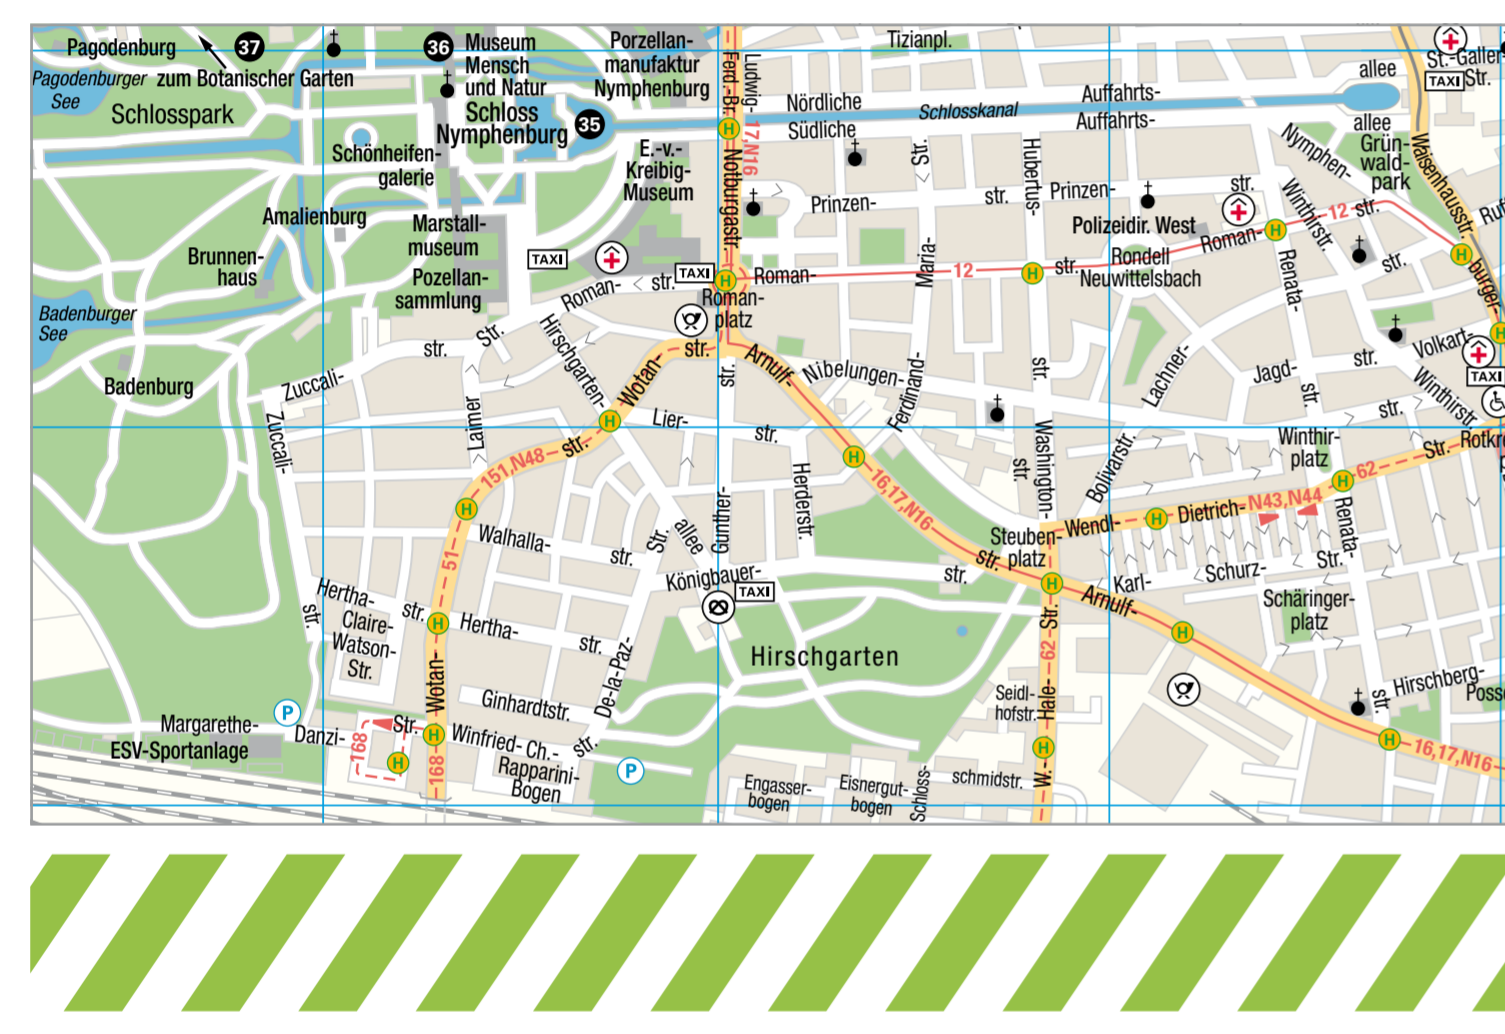 Pagodenburg
37
36
Museum
Mensch
und Natur
Porzellan-
manufaktur
Nymphenburg
Tizianpl.
St.-Galler-
Str.
TAXI
allee
Pagodenburger
See
zum Botanischer Garten
Schlosspark
Schloss
Nymphenburg
35
Ferd.-Br.
Ludwig-
17,N16
Nördliche
Südliche
Schlosskanal
Auffahrts-
Auffahrts-
allee
Grün-
wald-
park
Nymphen-
Waisenhausstr.
Schönheiten-
galerie
E.-v.-
Kreibig-
Museum
Notburgastr.
Str.
Hubertus-
Prinzen-
str.
Prinzen-
str.
Winthirstr.
12
str.
Amalienburg
Marstall-
museum
Polizeidir. West
Brunnen-
haus
Pozellan-
sammlung
TAXI
TAXI
Roman-
str.
Roman-
12
str.
Rondell
Neuwittelsbach
Roman-
Renata-
str.
burger-
Maria-
Roman-
platz
Badenburger
See
str.
Str.
Hirschgarten-
Wotan-
str.
str.
Arnulf-
Nibelungen-
Ferdinand-
str.
Lachner-
Jagd-
str.
str.
Volkart-
TAXI
Winthirstr.
Badenburg
Zuccali-
Zuccali-
Laimer
Lier-
str.
str.
151,N48
str.
Washington-
str.
Bolivarstr.
Winthir-
platz
62
Str.
Herderstr.
16,17,N16
Wendl-
Dietrich-
N43,N44
Renata-
Gunther-
Walhalla-
str.
Str.
allee
Steuben-
platz
str.
51
Königbauer-
TAXI
str.
Karl-
Schurz-
Str.
Arnulf-
Schäringer-
platz
Hertha-
str.
Claire-
Watson-
Str.
str.
Hertha-
str.
De-la-Paz-
str.
Hirschgarten
Str.
62
Hale-
W.-
Seidl-
hofstr.
Wotan-
Ginhardtstr.
Hirschberg-
str.
P
Margarethe-
Danzi-
Str.
ESV-Sportanlage
168
168
Winfried-
Ch.-
Rapparini-
Bogen
P
Engasser-
bogen
Eisnergut-
bogen
Schloss-
schmidstr.
16,17,N16